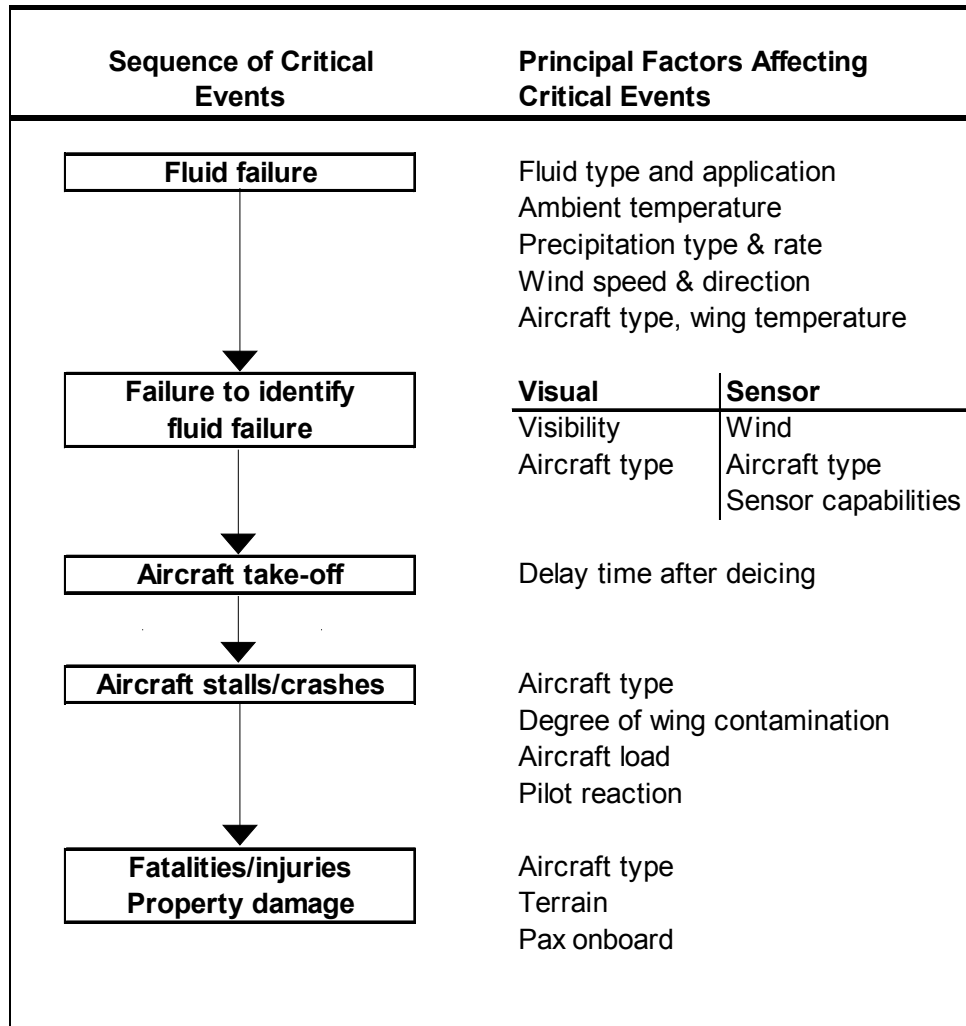 Sequence of Critical
Events
Principal Factors Affecting
Critical Events
Fluid failure
Fluid type and application
Ambient temperature
Precipitation type & rate
Wind speed & direction
Aircraft type, wing temperature
Failure to identify
fluid failure
Visual
Sensor
Visibility
Wind
Aircraft type
Aircraft type
Sensor capabilities
Aircraft take-off
Delay time after deicing
Aircraft stalls/crashes
Aircraft type
Degree of wing contamination
Aircraft load
Pilot reaction
Fatalities/injuries
Property damage
Aircraft type
Terrain
Pax onboard